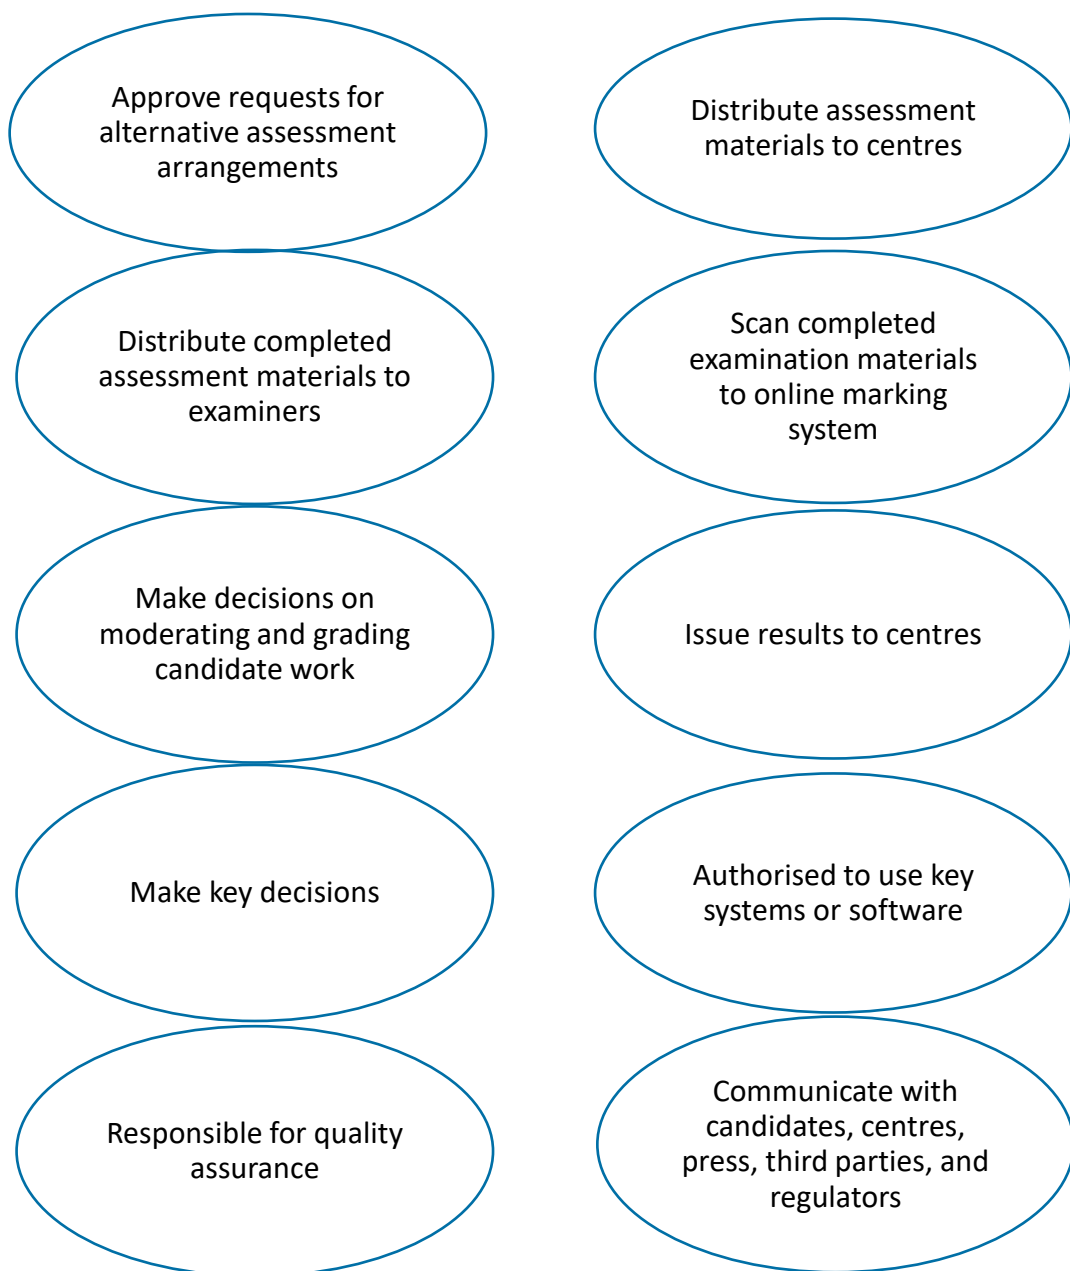 Approve requests for
alternative assessment
arrangements
Distribute assessment
materials to centres
Distribute completed
assessment materials to
examiners
Scan completed
examination materials
to online marking
system
Make decisions on
moderating and grading
candidate work
Issue results to centres
Make key decisions
Authorised to use key
systems or software
Responsible for quality
assurance
Communicate with
candidates, centres,
press, third parties, and
regulators